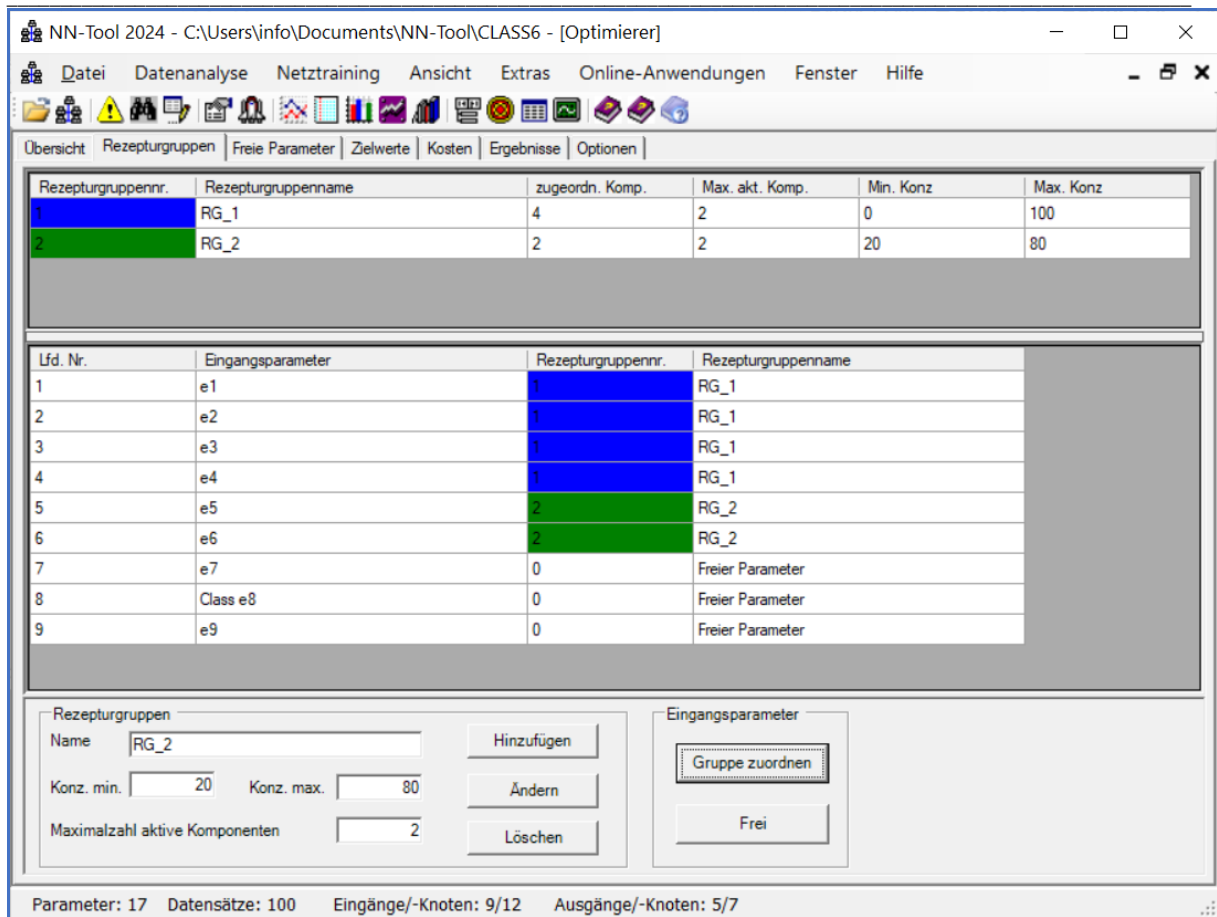 NN-Tool 2024 - C:\Users\info\Documents\NN-Tool\CLASS6 - [Optimierer]
Datei Datenanalyse Netztraining Ansicht Extras Online-Anwendungen Fenster Hilfe
Übersicht Rezepturgruppen Freie Parameter Zielwerte Kosten Ergebnisse Optionen
Rezepturgruppennr. Rezepturgruppenname zugeordn. Komp. Max. akt. Komp. Min. Konz Max. Konz
1 RG_1 4 2 0 100
2 RG_2 2 2 20 80
Lfd. Nr. Eingangsparameter Rezepturgruppennr. Rezepturgruppenname
1 e1 1 RG_1
2 e2 1 RG_1
3 e3 1 RG_1
4 e4 1 RG_1
5 e5 2 RG_2
6 e6 2 RG_2
7 e7 0 Freier Parameter
8 Class e8 0 Freier Parameter
9 e9 0 Freier Parameter
Rezepturgruppen
Name RG_2 Hinzufügen
Konz. min. 20 Konz. max. 80 Ändern
Maximalzahl aktive Komponenten 2 Löschen
Eingangsparameter
Gruppe zuordnen
Frei
Parameter: 17 Datensätze: 100 Eingänge/-Knoten: 9/12 Ausgänge/-Knoten: 5/7